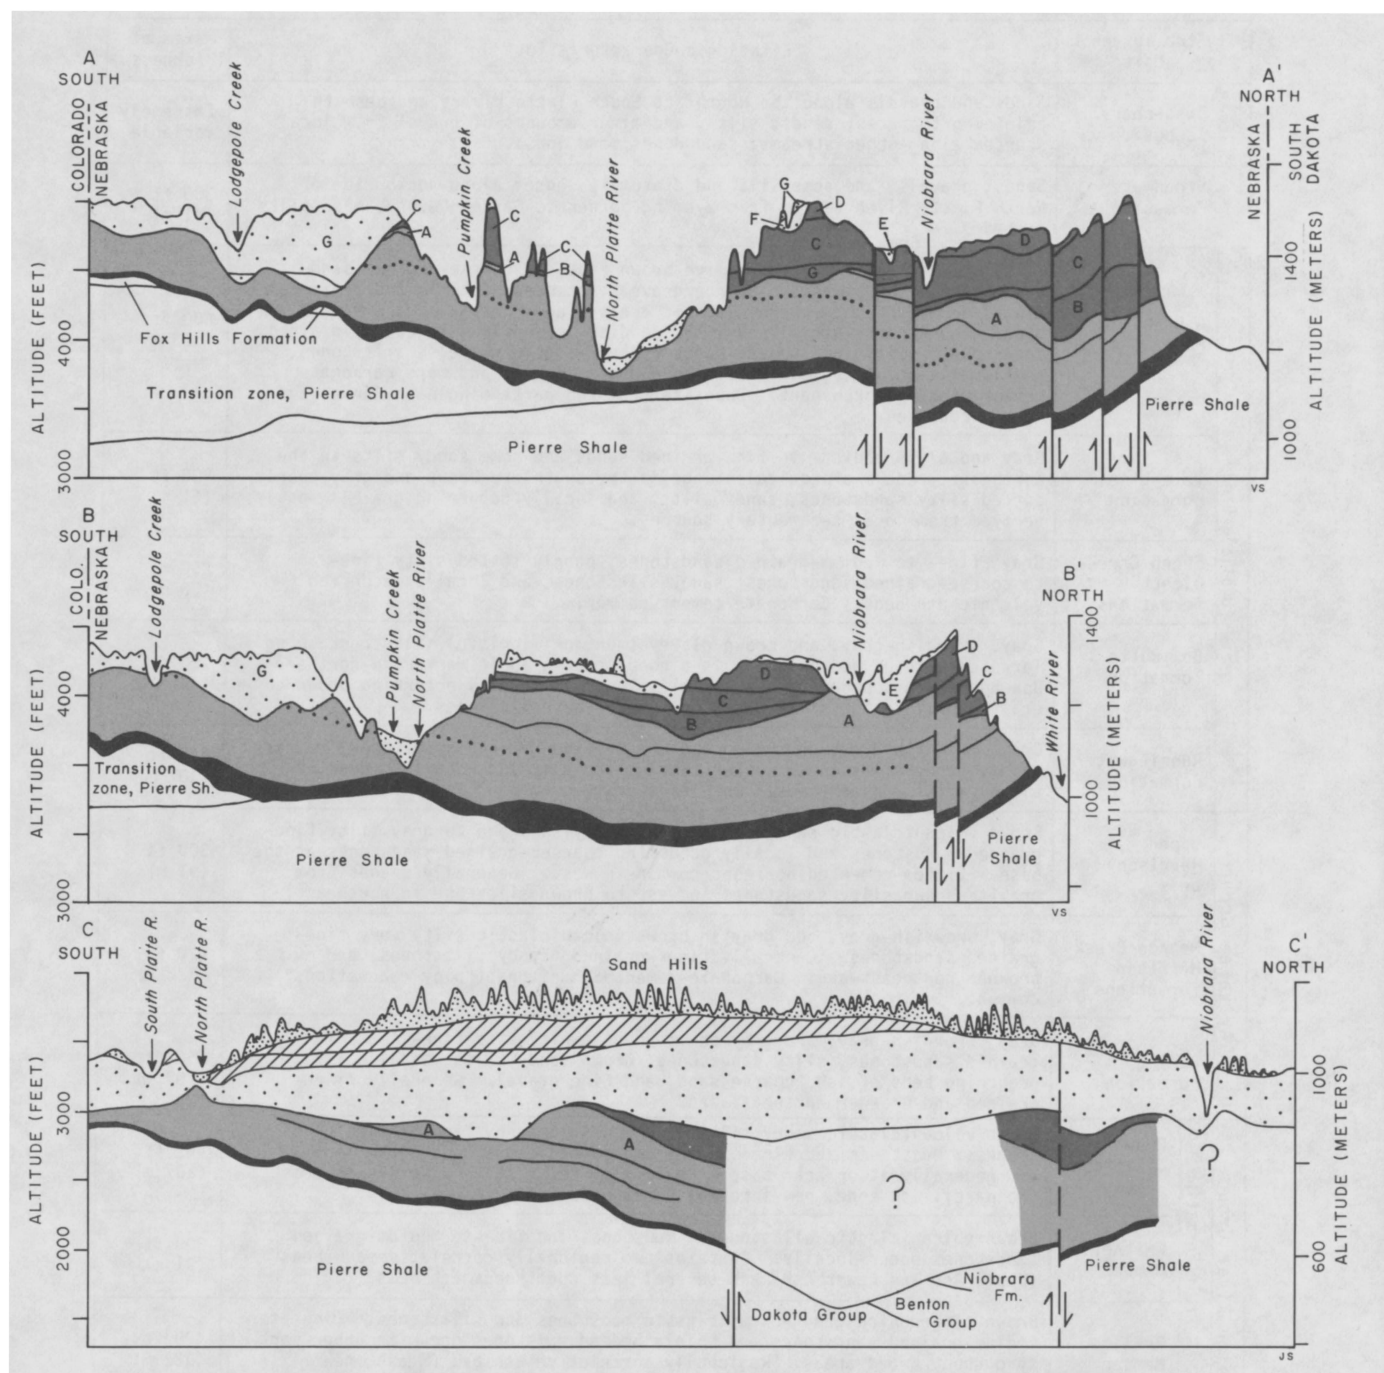 A
SOUTH
COLORADO
NEBRASKA
Lodgepole Creek
Pumpkin Creek
North Platte River
Niobrara River
A'
NORTH
NEBRASKA
SOUTH
DAKOTA
G
C
A
C
A
C
B
G
F
D
C
G
E
D
C
B
A
ALTITUDE (FEET)
4000
3000
ALTITUDE (METERS)
1400
1000
Fox Hills Formation
Transition zone, Pierre Shale
Pierre Shale
Pierre Shale
VS
B
SOUTH
COLO.
NEBRASKA
Lodgepole Creek
Pumpkin Creek
North Platte River
Niobrara River
B'
NORTH
White River
G
D
C
B
A
E
D
C
B
ALTITUDE (FEET)
4000
3000
ALTITUDE (METERS)
1400
1000
Transition
zone, Pierre Sh.
Pierre Shale
Pierre
Shale
VS
C
SOUTH
South Platte R.
North Platte R.
Sand Hills
Niobrara River
C'
NORTH
A
A
?
?
ALTITUDE (FEET)
3000
2000
ALTITUDE (METERS)
1000
600
Pierre Shale
Dakota Group
Benton
Group
Niobrara
Fm.
Pierre Shale
JS